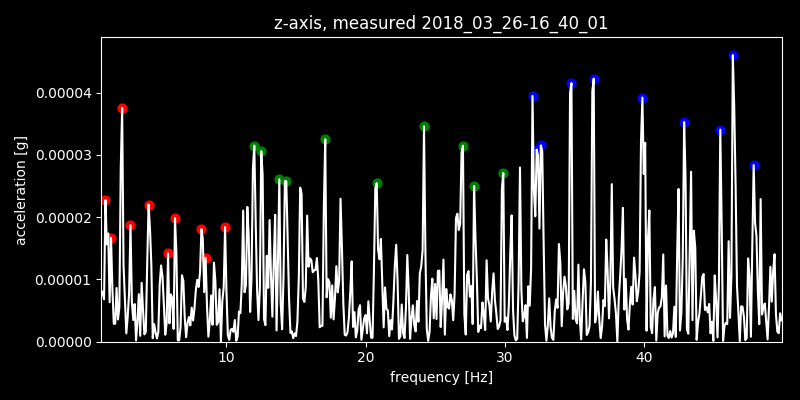 z-axis, measured 2018_03_26-16_40_01
acceleration [g]
0.00004
0.00003
0.00002
0.00001
0.00000
10 20 30 40
frequency [Hz]